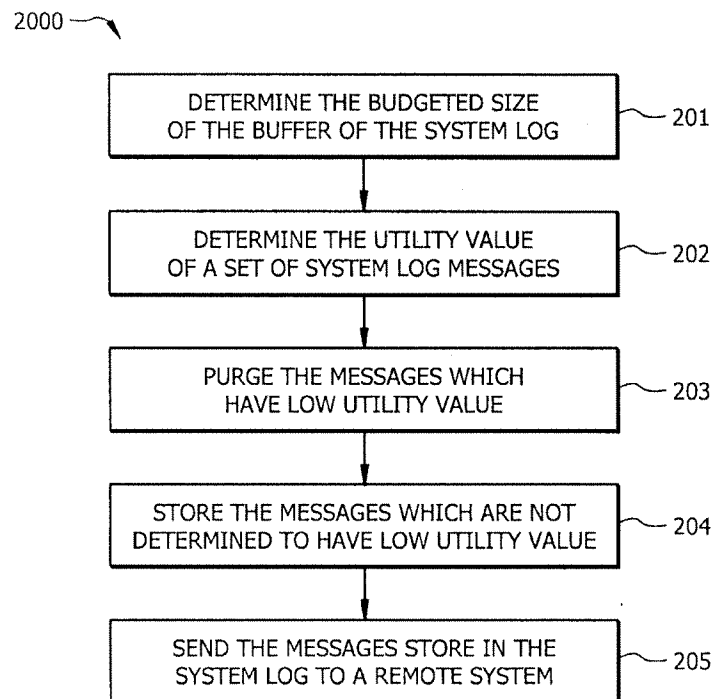 2000
DETERMINE THE BUDGETED SIZE
OF THE BUFFER OF THE SYSTEM LOG
201
DETERMINE THE UTILITY VALUE
OF A SET OF SYSTEM LOG MESSAGES
202
PURGE THE MESSAGES WHICH
HAVE LOW UTILITY VALUE
203
STORE THE MESSAGES WHICH ARE NOT
DETERMINED TO HAVE LOW UTILITY VALUE
204
SEND THE MESSAGES STORE IN THE
SYSTEM LOG TO A REMOTE SYSTEM
205